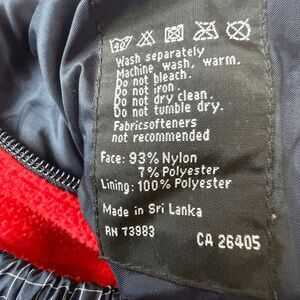 Wash separately
Machine wash, warm.
Do not bleach.
Do not iron.
Do not dry clean.
Do not tumble dry.
Fabricsofteners
not recommended
Face: 93% Nylon
7% Polyester
Lining: 100% Polyester
Made in Sri Lanka
RN 73983 CA 26405